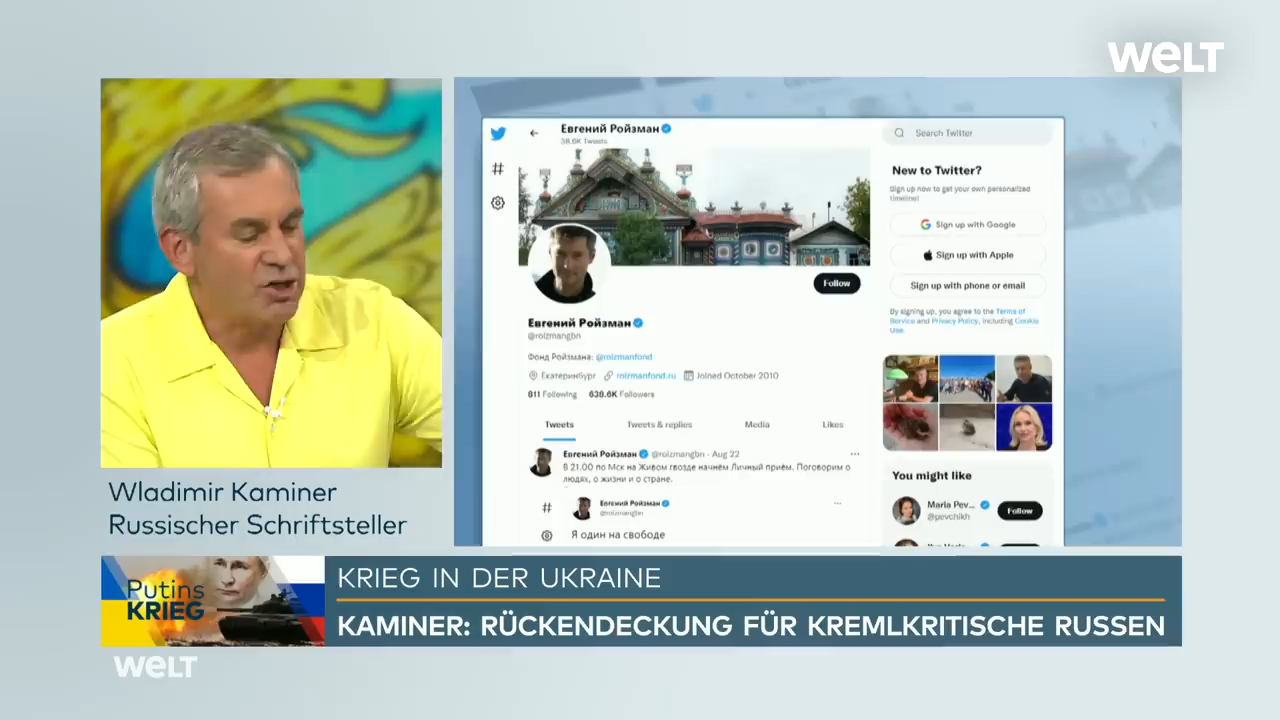 WELT
Евгений Ройзман
38.6K Tweets
Search Twitter
New to Twitter?
Sign up now to get your own personalized
timeline!
Sign up with Google
Sign up with Apple
Sign up with phone or email
By signing up, you agree to the Terms of
Service and Privacy Policy, including Cookie
Use.
Follow
Евгений Ройзман
@roizmangbn
Фонд Ройзмана: @roizmanfond
Екатеринбург roizmanfond.ru Joined October 2010
811 Following 638.6K Followers
Tweets Tweets & replies Media Likes
Евгений Ройзман @roizmangbn · Aug 22
В 21.00 по Мск на Живом гвозде начнём Личный приём. Поговорим о
людях, о жизни и о стране.
Евгений Ройзман
@roizmangbn
Я один на свободе
You might like
Maria Pev...
@pevchikh
Follow
Wladimir Kaminer
Russischer Schriftsteller
Putins
KRIEG
KRIEG IN DER UKRAINE
KAMINER: RÜCKENDECKUNG FÜR KREMLKRITISCHE RUSSEN
WELT